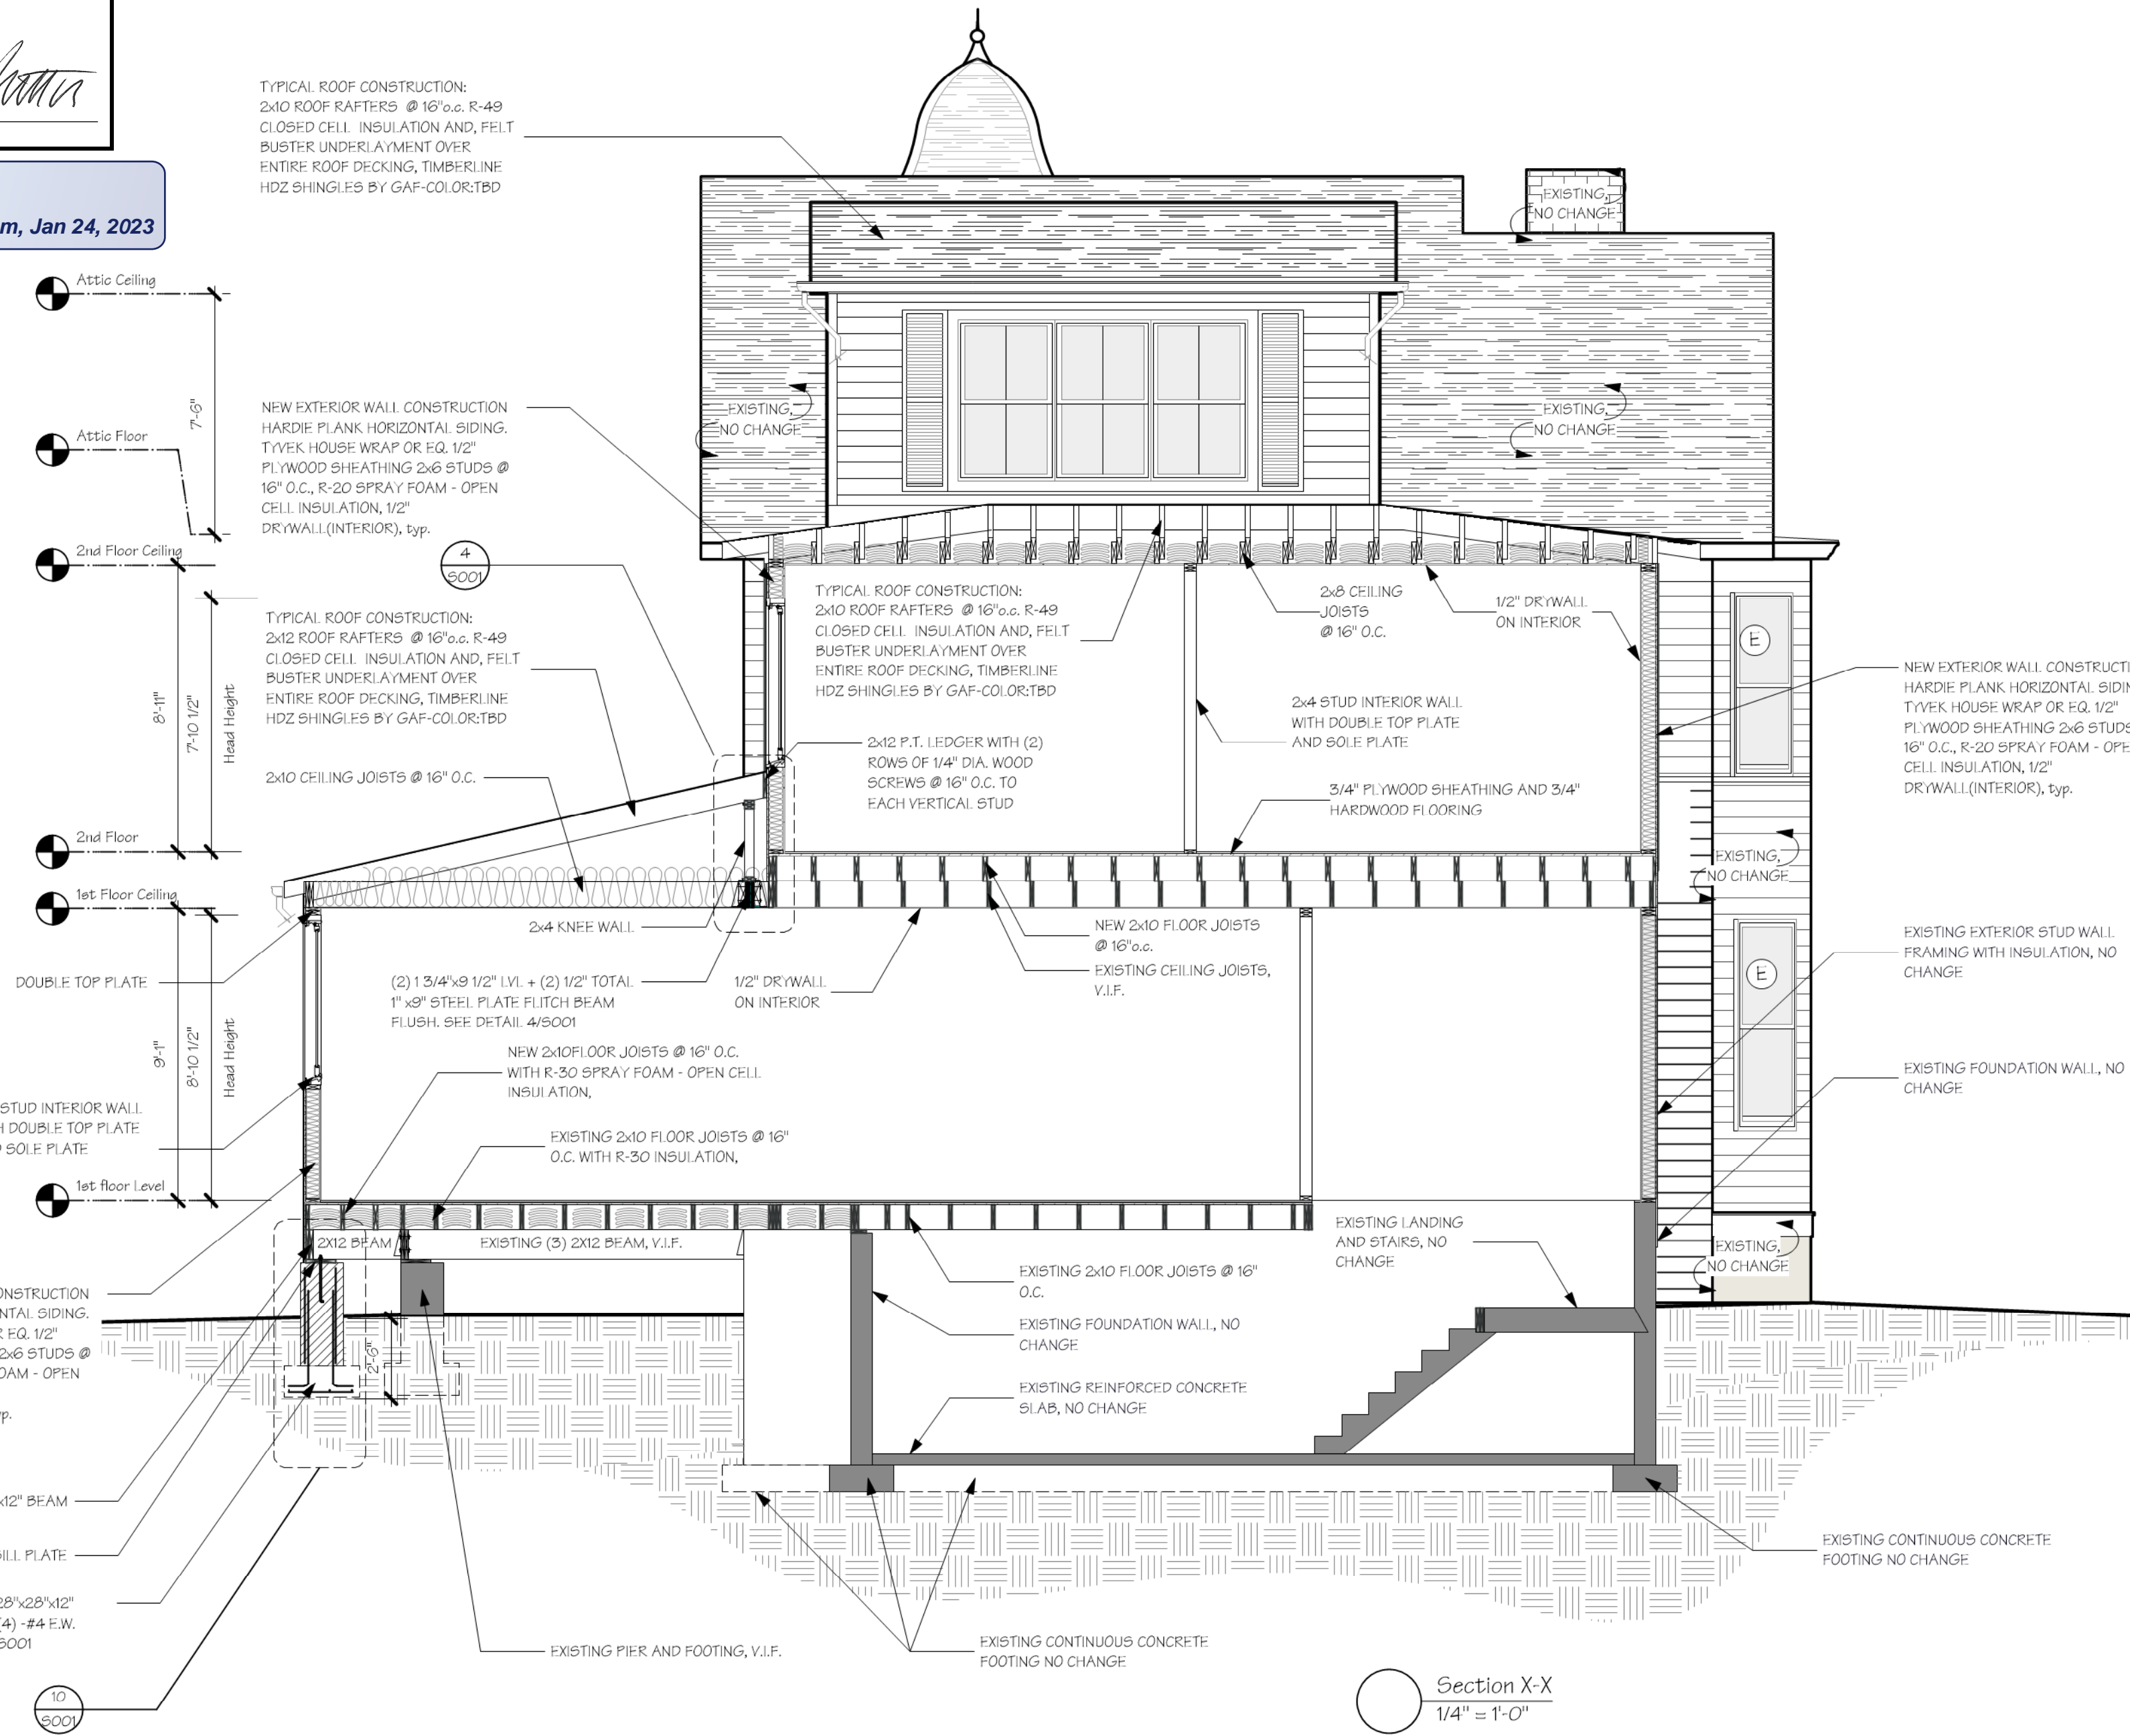 m, Jan 24, 2023
TYPICAL ROOF CONSTRUCTION:
2x10 ROOF RAFTERS @ 16"o.c. R-49
CLOSED CELL INSULATION AND, FELT
BUSTER UNDERLAYMENT OVER
ENTIRE ROOF DECKING, TIMBERLINE
HDZ SHINGLES BY GAF-COLOR:TBD
EXISTING,
NO CHANGE
Attic Ceiling
7'-6"
Attic Floor
NEW EXTERIOR WALL CONSTRUCTION
HARDIE PLANK HORIZONTAL SIDING.
TYVEK HOUSE WRAP OR EQ. 1/2"
PLYWOOD SHEATHING 2x6 STUDS @
16" O.C., R-20 SPRAY FOAM - OPEN
CELL INSULATION, 1/2"
DRYWALL(INTERIOR), typ.
EXISTING,
NO CHANGE
EXISTING,
NO CHANGE
2nd Floor Ceiling
4
S001
TYPICAL ROOF CONSTRUCTION:
2x12 ROOF RAFTERS @ 16"o.c. R-49
CLOSED CELL INSULATION AND, FELT
BUSTER UNDERLAYMENT OVER
ENTIRE ROOF DECKING, TIMBERLINE
HDZ SHINGLES BY GAF-COLOR:TBD
TYPICAL ROOF CONSTRUCTION:
2x10 ROOF RAFTERS @ 16"o.c. R-49
CLOSED CELL INSULATION AND, FELT
BUSTER UNDERLAYMENT OVER
ENTIRE ROOF DECKING, TIMBERLINE
HDZ SHINGLES BY GAF-COLOR:TBD
2x8 CEILING
JOISTS
@ 16" O.C.
1/2" DRYWALL
ON INTERIOR
E
8'-11"
7'-10 1/2"
Head Height
2x10 CEILING JOISTS @ 16" O.C.
2x12 P.T. LEDGER WITH (2)
ROWS OF 1/4" DIA. WOOD
SCREWS @ 16" O.C. TO
EACH VERTICAL STUD
2x4 STUD INTERIOR WALL
WITH DOUBLE TOP PLATE
AND SOLE PLATE
3/4" PLYWOOD SHEATHING AND 3/4"
HARDWOOD FLOORING
NEW EXTERIOR WALL CONSTRUCTI
HARDIE PLANK HORIZONTAL SIDIN
TYVEK HOUSE WRAP OR EQ. 1/2"
PLYWOOD SHEATHING 2x6 STUDS
16" O.C., R-20 SPRAY FOAM - OPE
CELL INSULATION, 1/2"
DRYWALL(INTERIOR), typ.
2nd Floor
EXISTING,
NO CHANGE
1st Floor Ceiling
2x4 KNEE WALL
NEW 2x10 FLOOR JOISTS
@ 16"o.c.
EXISTING CEILING JOISTS,
V.I.F.
EXISTING EXTERIOR STUD WALL
FRAMING WITH INSULATION, NO
CHANGE
E
DOUBLE TOP PLATE
(2) 1 3/4"x9 1/2" LVL + (2) 1/2" TOTAL
1" x9" STEEL PLATE FLITCH BEAM
FLUSH. SEE DETAIL 4/S001
1/2" DRYWALL
ON INTERIOR
9'-1"
8'-10 1/2"
Head Height
NEW 2x10FLOOR JOISTS @ 16" O.C.
WITH R-30 SPRAY FOAM - OPEN CELL
INSULATION,
EXISTING FOUNDATION WALL, NO
CHANGE
STUD INTERIOR WALL
H DOUBLE TOP PLATE
SOLE PLATE
EXISTING 2x10 FLOOR JOISTS @ 16"
O.C. WITH R-30 INSULATION,
1st floor Level
2X12 BEAM
EXISTING (3) 2X12 BEAM, V.I.F.
EXISTING LANDING
AND STAIRS, NO
CHANGE
EXISTING,
NO CHANGE
ONSTRUCTION
NTAL SIDING.
R EQ. 1/2"
2x6 STUDS @
OAM - OPEN
p.
2'-6"
EXISTING 2x10 FLOOR JOISTS @ 16"
O.C.
EXISTING FOUNDATION WALL, NO
CHANGE
EXISTING REINFORCED CONCRETE
SLAB, NO CHANGE
x12" BEAM
SILL PLATE
28"x28"x12"
(4) -#4 E.W.
S001
EXISTING CONTINUOUS CONCRETE
FOOTING NO CHANGE
EXISTING PIER AND FOOTING, V.I.F.
EXISTING CONTINUOUS CONCRETE
FOOTING NO CHANGE
10
S001
Section X-X
1/4" = 1'-0"